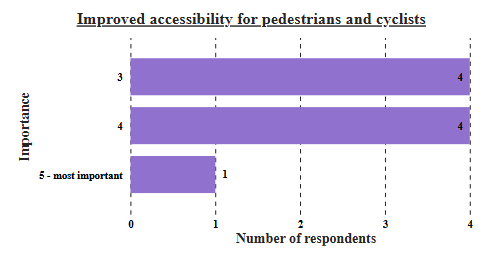 Improved accessibility for pedestrians and cyclists
Importance
3
4
4
4
5 - most important
1
0
1
2
3
4
Number of respondents